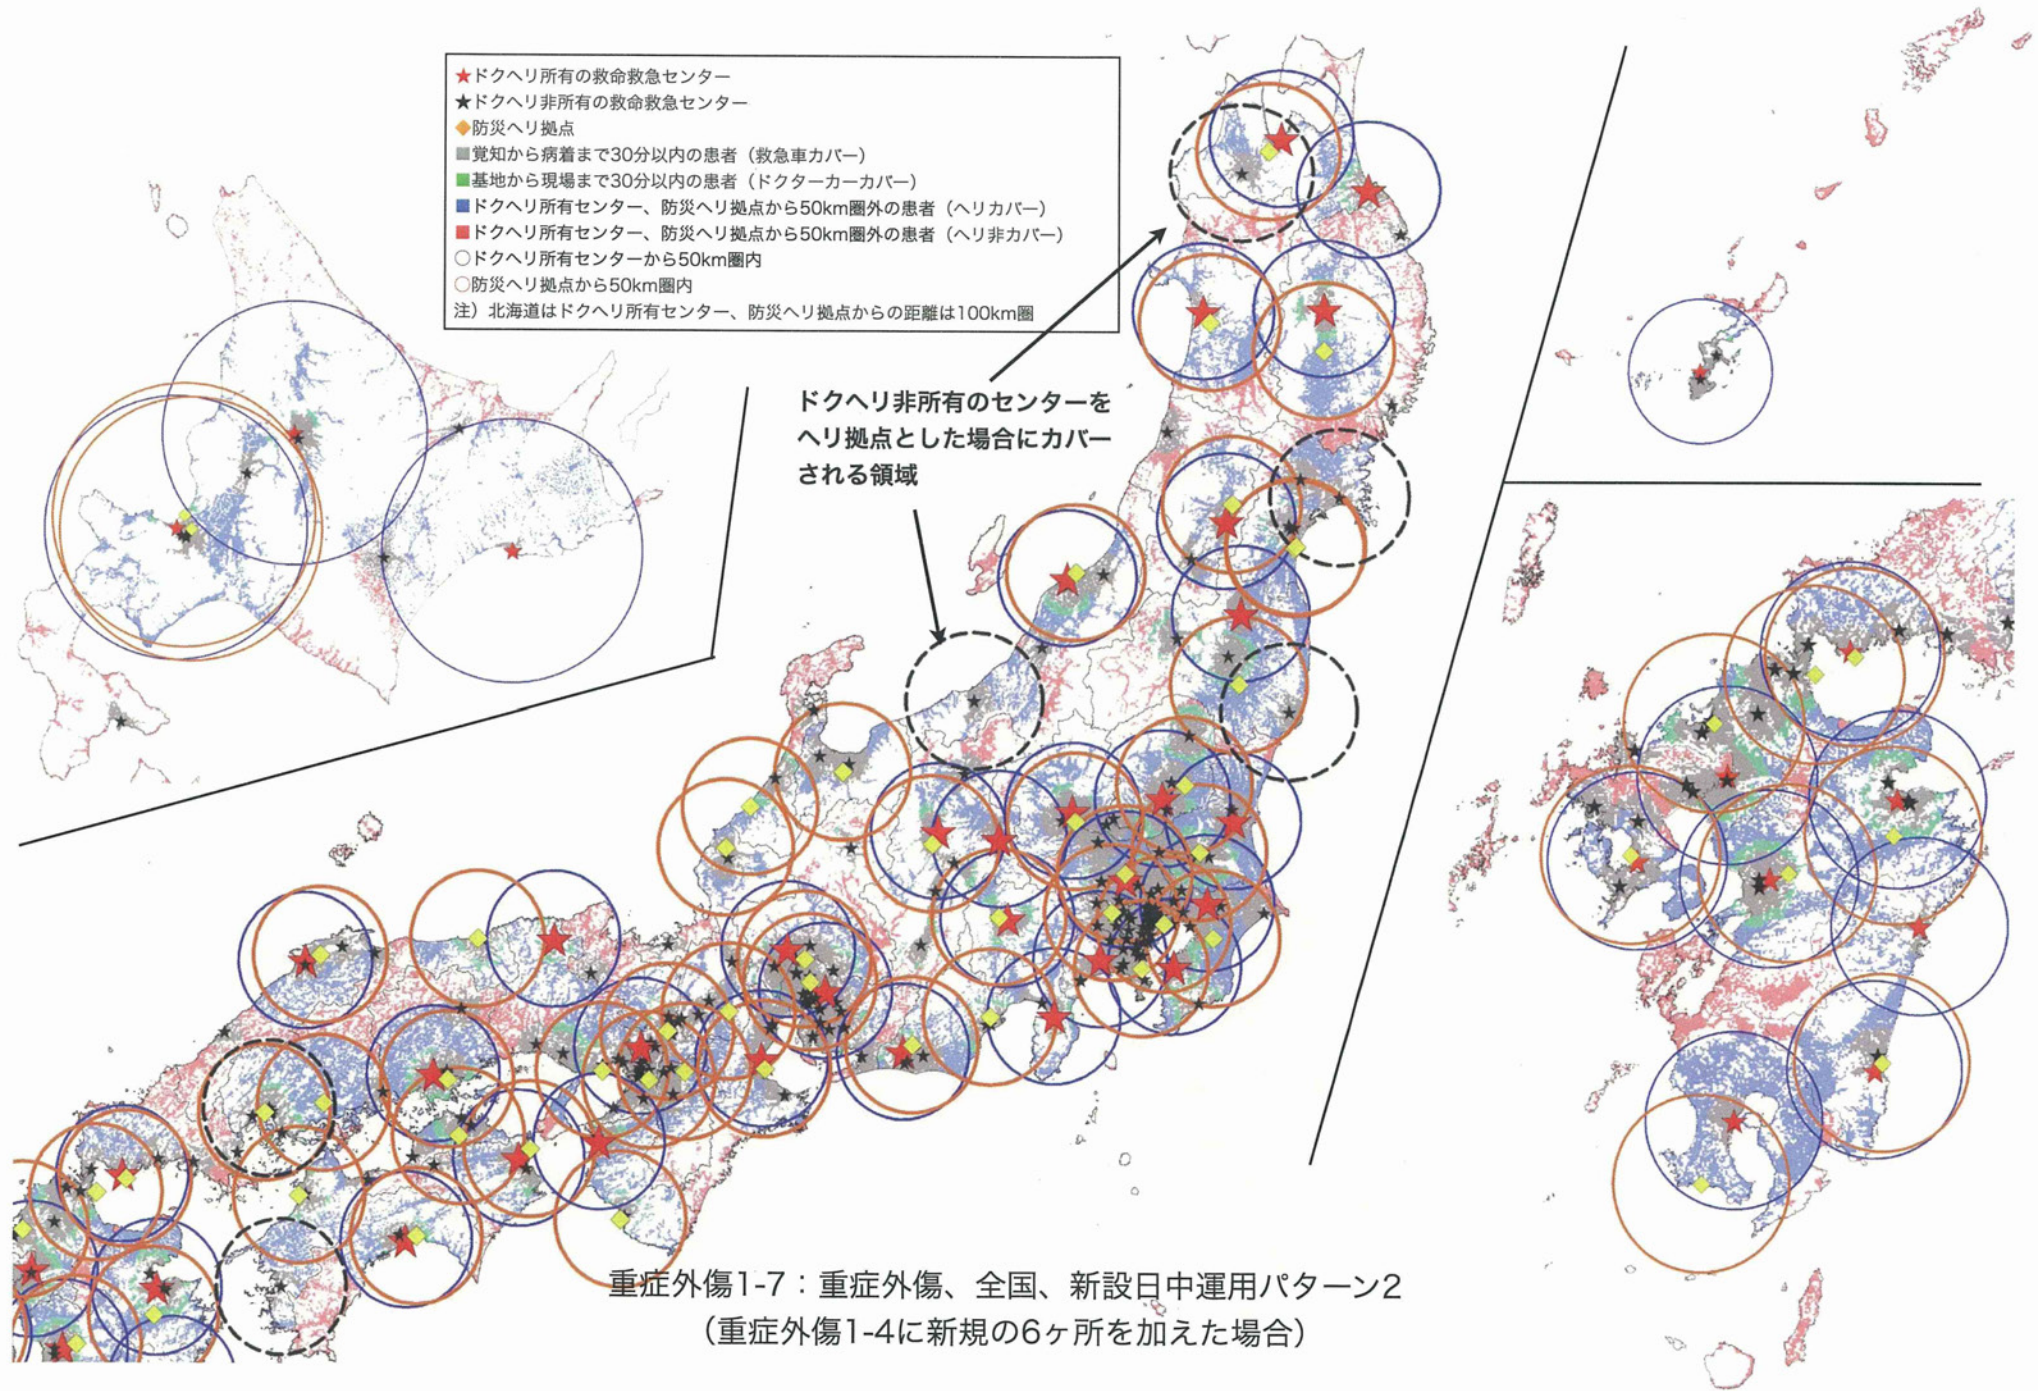 ★ドクヘリ所有の救命救急センター
★ドクヘリ非所有の救命救急センター
◆防災ヘリ拠点
■覚知から病着まで30分以内の患者（救急車カバー）
■基地から現場まで30分以内の患者（ドクターカーカバー）
■ドクヘリ所有センター、防災ヘリ拠点から50km圏外の患者（ヘリカバー）
■ドクヘリ所有センター、防災ヘリ拠点から50km圏外の患者（ヘリ非カバー）
○ドクヘリ所有センターから50km圏内
○防災ヘリ拠点から50km圏内
注）北海道はドクヘリ所有センター、防災ヘリ拠点からの距離は100km圏
ドクヘリ非所有のセンターを
ヘリ拠点とした場合にカバー
される領域
重症外傷1-7：重症外傷、全国、新設日中運用パターン2
（重症外傷1-4に新規の6ヶ所を加えた場合）